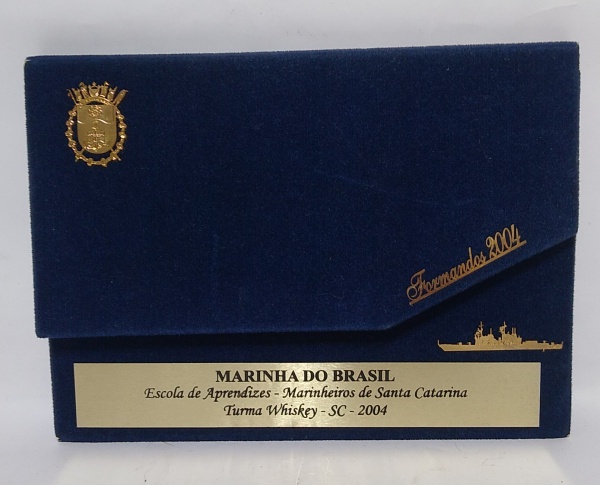 Formandos 2004
MARINHA DO BRASIL
Escola de Aprendizes - Marinheiros de Santa Catarina
Turma Whiskey - SC - 2004